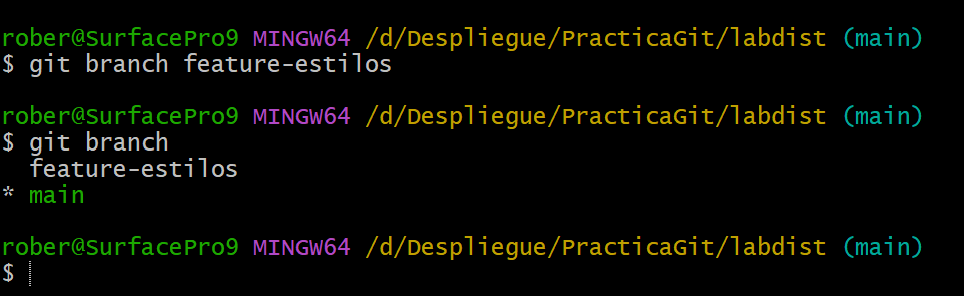 rober@SurfacePro9 MINGW64 /d/Despliegue/PracticaGit/labdist (main)
$ git branch feature-estilos
rober@SurfacePro9 MINGW64 /d/Despliegue/PracticaGit/labdist (main)
$ git branch
  feature-estilos
* main
rober@SurfacePro9 MINGW64 /d/Despliegue/PracticaGit/labdist (main)
$